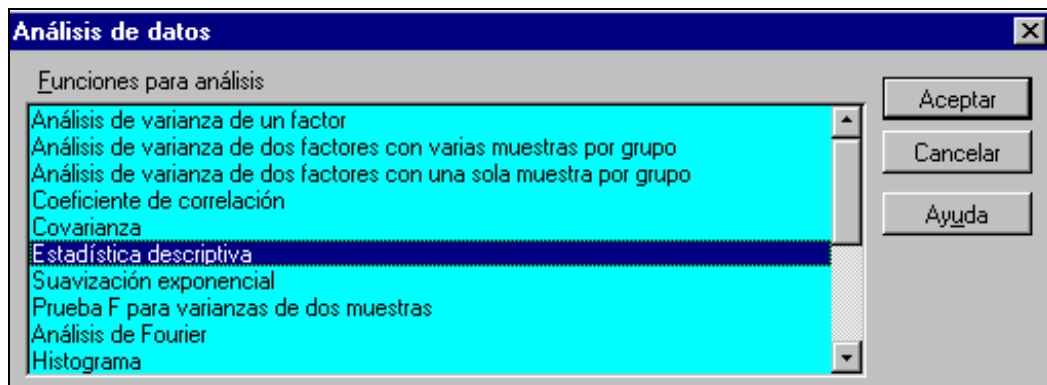 Análisis de datos
Funciones para análisis
Análisis de varianza de un factor
Análisis de varianza de dos factores con varias muestras por grupo
Análisis de varianza de dos factores con una sola muestra por grupo
Coeficiente de correlación
Covarianza
Estadística descriptiva
Suavización exponencial
Prueba F para varianzas de dos muestras
Análisis de Fourier
Histograma
Aceptar
Cancelar
Ayuda